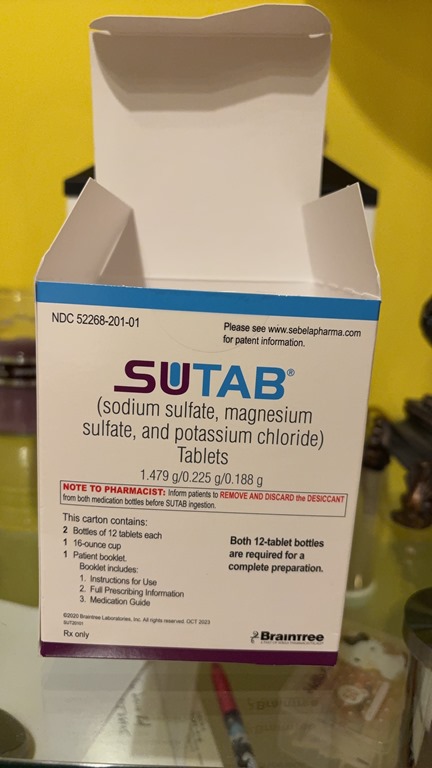 NDC 52268-201-01
Please see www.sebelapharma.com
for patent information.
SUTAB®
(sodium sulfate, magnesium
sulfate, and potassium chloride)
Tablets
1.479 g/0.225 g/0.188 g
NOTE TO PHARMACIST: Inform patients to REMOVE AND DISCARD the DESICCANT
from both medication bottles before SUTAB ingestion.
This carton contains:
2 Bottles of 12 tablets each
1 16-ounce cup
1 Patient booklet.
Booklet includes:
1. Instructions for Use
2. Full Prescribing Information
3. Medication Guide
Both 12-tablet bottles
are required for a
complete preparation.
©2020 Braintree Laboratories, Inc. All rights reserved. OCT 2023
Rx only
Braintree